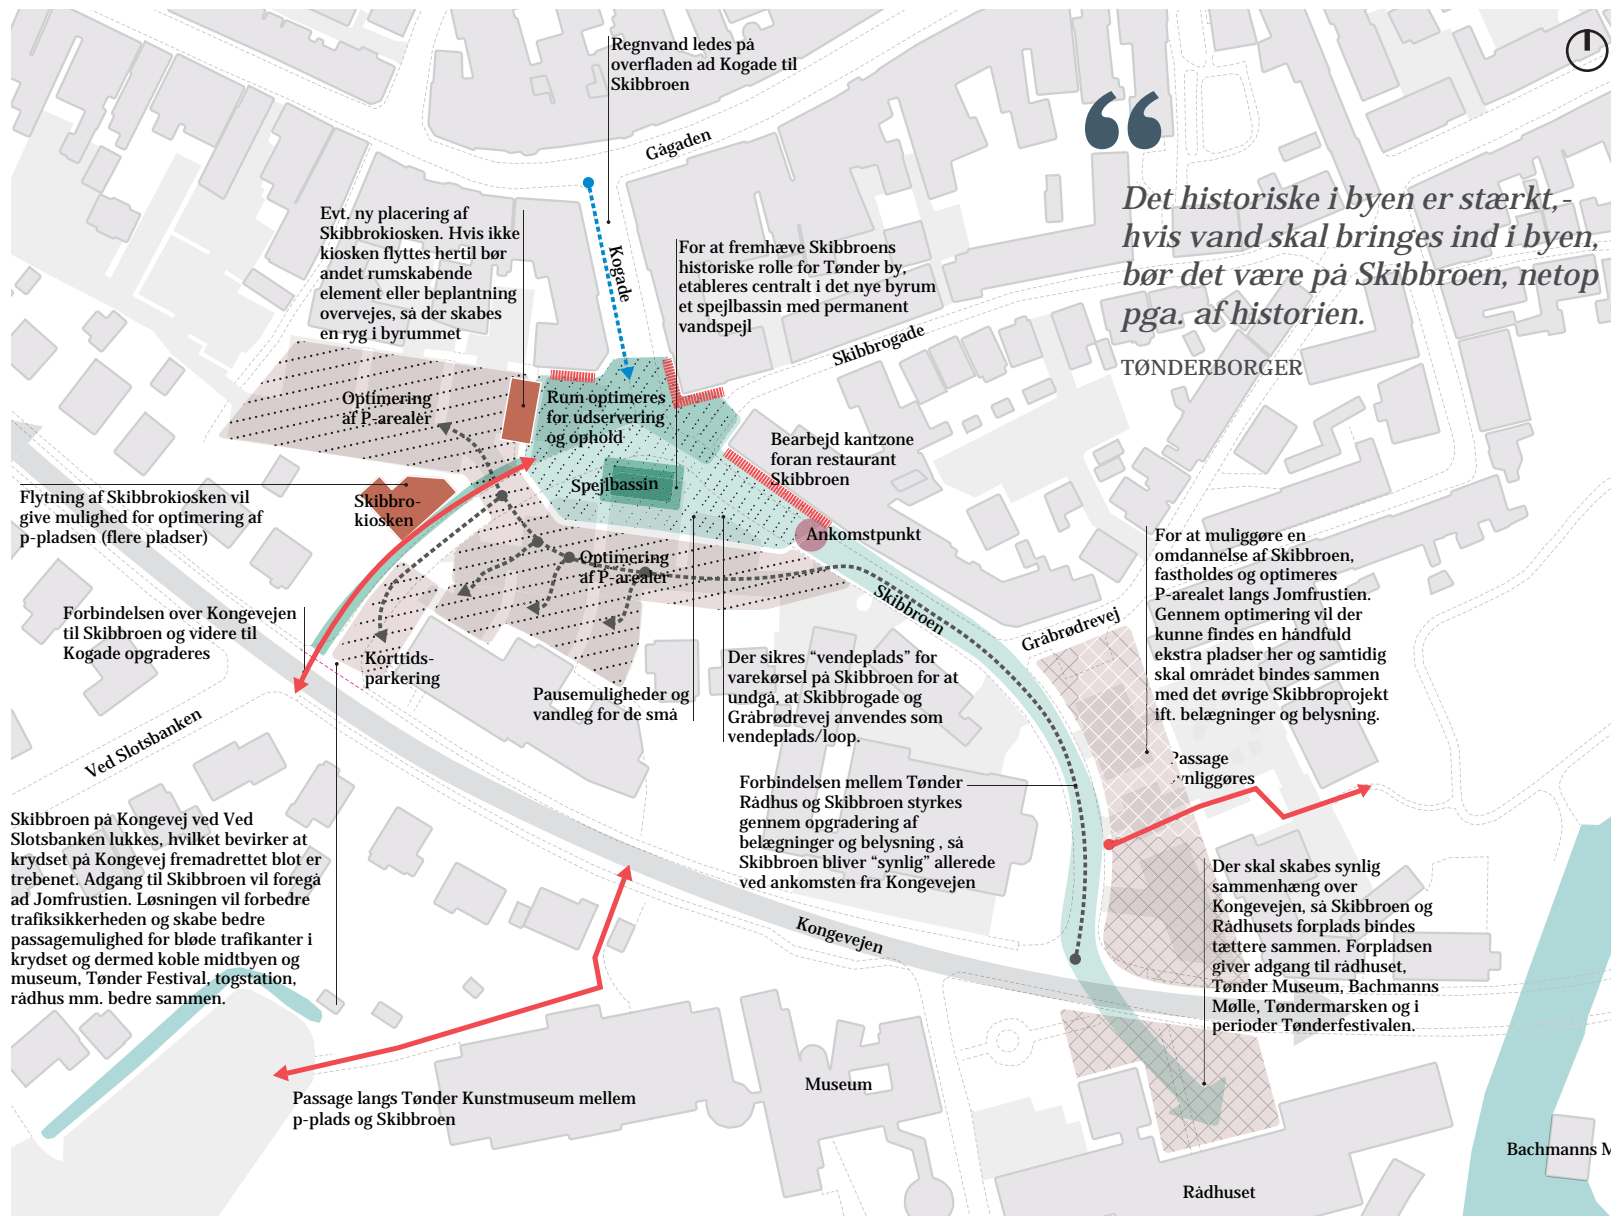 Regnvand ledes på
overfladen ad Kogade til
Skibbroen
Gågaden
“
Det historiske i byen er stærkt,-
hvis vand skal bringes ind i byen,
bør det være på Skibbroen, netop
pga. af historien.
TØNDERBORGER
Evt. ny placering af
Skibbrokiosken. Hvis ikke
kiosken flyttes hertil bør
andet rumskabende
element eller beplantning
overvejes, så der skabes
en ryg i byrummet
Kogade
For at fremhæve Skibbroens
historiske rolle for Tønder by,
etableres centralt i det nye byrum
et spejlbassin med permanent
vandspejl
Skibbrogade
Optimering
af P-arealer
Rum optimeres
for udservering
og ophold
Bearbejd kantzone
foran restaurant
Skibbroen
Spejlbassin
Flytning af Skibbrokiosken vil
give mulighed for optimering af
p-pladsen (flere pladser)
Skibbro-
kiosken
Ankomstpunkt
Optimering
af P-arealer
Skibbroen
For at muliggøre en
omdannelse af Skibbroen,
fastholdes og optimeres
P-arealet langs Jomfrustien.
Gennem optimering vil der
kunne findes en håndfuld
ekstra pladser her og samtidig
skal området bindes sammen
med det øvrige Skibbroprojekt
ift. belægninger og belysning.
Gråbrødrevej
Forbindelsen over Kongevejen
til Skibbroen og videre til
Kogade opgraderes
Korttids-
parkering
Pausemuligheder og
vandleg for de små
Der sikres “vendeplads” for
varekørsel på Skibbroen for at
undgå, at Skibbrogade og
Gråbrødrevej anvendes som
vendeplads/loop.
Ved Slotsbanken
Passage
synliggøres
Forbindelsen mellem Tønder
Rådhus og Skibbroen styrkes
gennem opgradering af
belægninger og belysning , så
Skibbroen bliver “synlig” allerede
ved ankomsten fra Kongevejen
Skibbroen på Kongevej ved Ved
Slotsbanken lukkes, hvilket bevirker at
krydset på Kongevej fremadrettet blot er
trebenet. Adgang til Skibbroen vil foregå
ad Jomfrustien. Løsningen vil forbedre
trafiksikkerheden og skabe bedre
passagemulighed for bløde trafikanter i
krydset og dermed koble midtbyen og
museum, Tønder Festival, togstation,
rådhus mm. bedre sammen.
Kongevejen
Der skal skabes synlig
sammenhæng over
Kongevejen, så Skibbroen og
Rådhusets forplads bindes
tættere sammen. Forpladsen
giver adgang til rådhuset,
Tønder Museum, Bachmanns
Mølle, Tøndermarsken og i
perioder Tønderfestivalen.
Passage langs Tønder Kunstmuseum mellem
p-plads og Skibbroen
Museum
Bachmanns M
Rådhuset